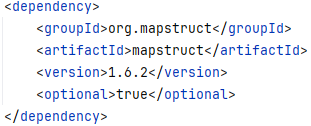 <dependency>
    <groupId>org.mapstruct</groupId>
    <artifactId>mapstruct</artifactId>
    <version>1.6.2</version>
    <optional>true</optional>
</dependency>